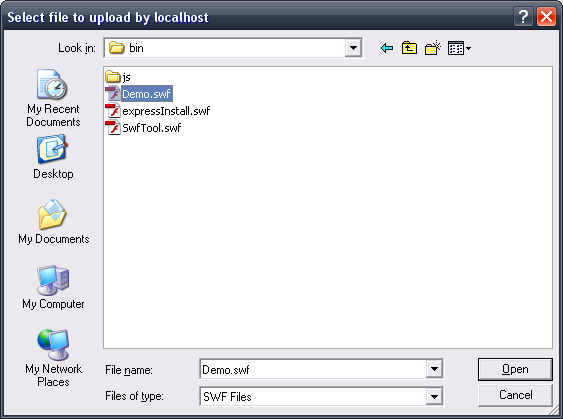 Select file to upload by localhost
Look in: bin
js
Demo.swf
expressInstall.swf
SwfTool.swf
My Recent
Documents
Desktop
My Documents
My Computer
My Network
Places
File name: Demo.swf Open
Files of type: SWF Files Cancel